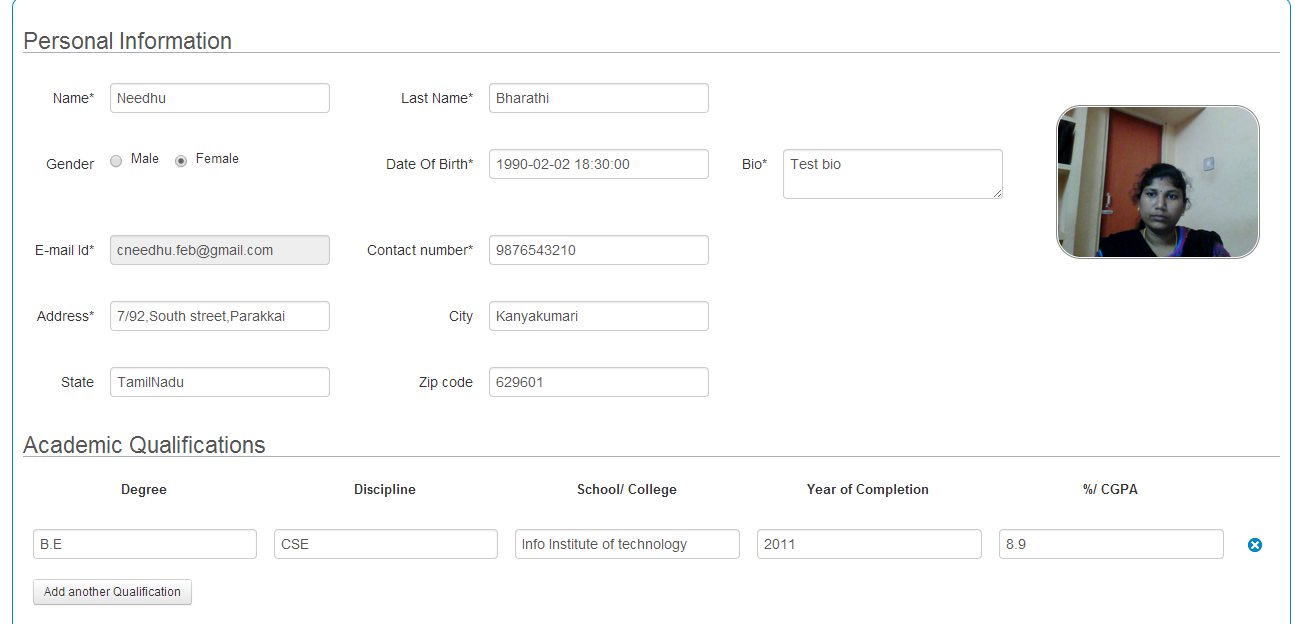 Personal Information
Name* Needhu Last Name* Bharathi
Gender Male Female Date Of Birth* 1990-02-02 18:30:00 Bio* Test bio
E-mail Id* cneedhu.feb@gmail.com Contact number* 9876543210
Address* 7/92,South street,Parakkai City Kanyakumari
State TamilNadu Zip code 629601
Academic Qualifications
Degree Discipline School/ College Year of Completion %/ CGPA
B.E CSE Info Institute of technology 2011 8.9
Add another Qualification